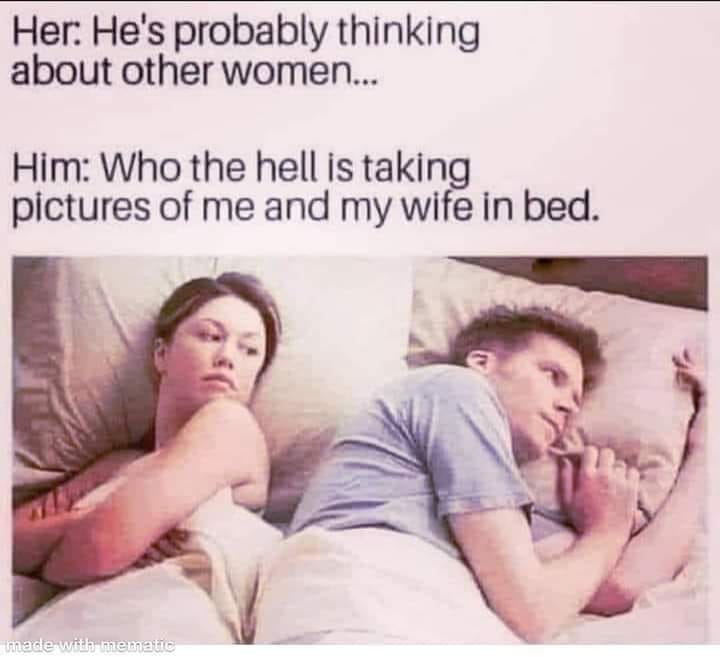 Her: He's probably thinking
about other women...
Him: Who the hell is taking
pictures of me and my wife in bed.
made with mematic